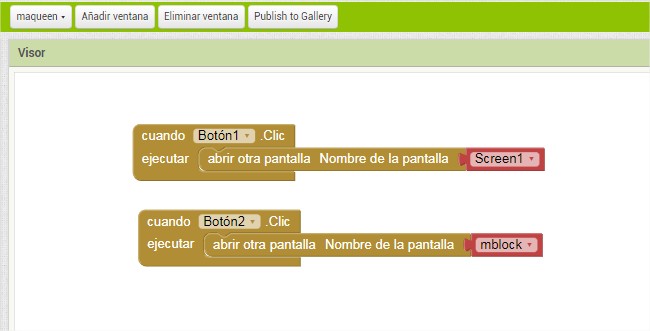 maqueen Añadir ventana Eliminar ventana Publish to Gallery
Visor
cuando Botón1 .Clic
ejecutar abrir otra pantalla Nombre de la pantalla Screen1
cuando Botón2 .Clic
ejecutar abrir otra pantalla Nombre de la pantalla mblock